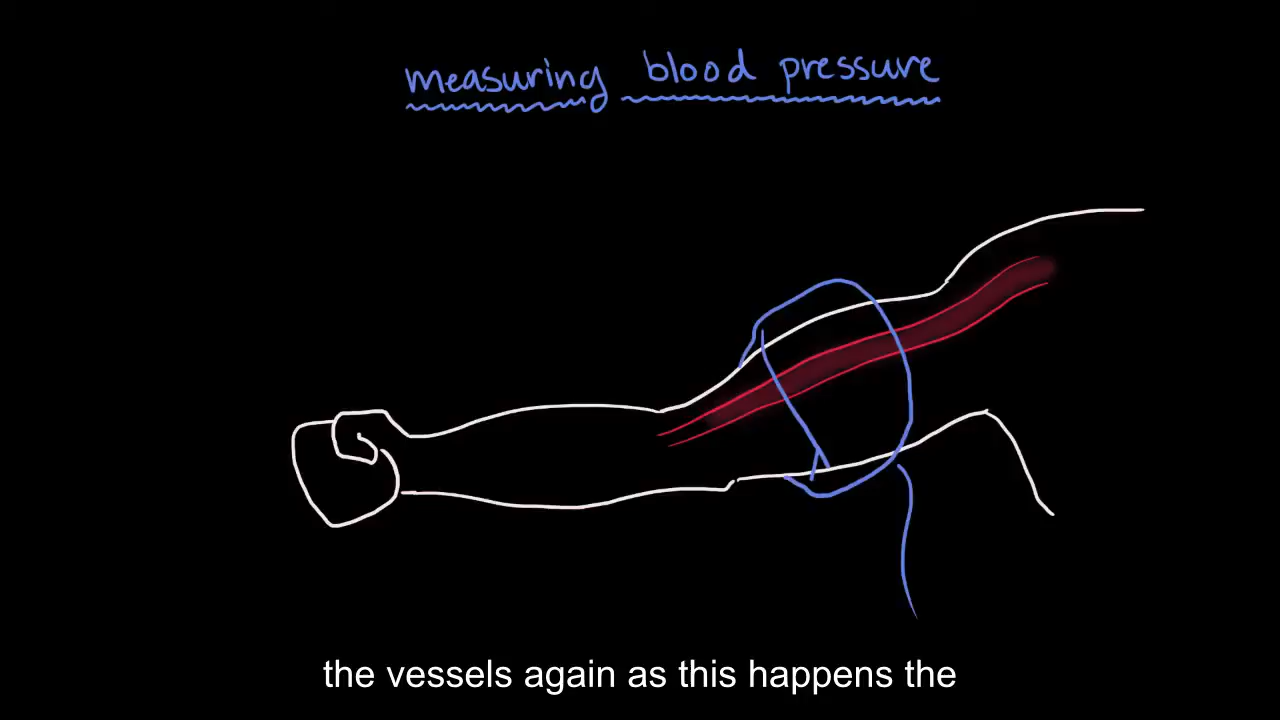 measuring blood pressure
the vessels again as this happens the